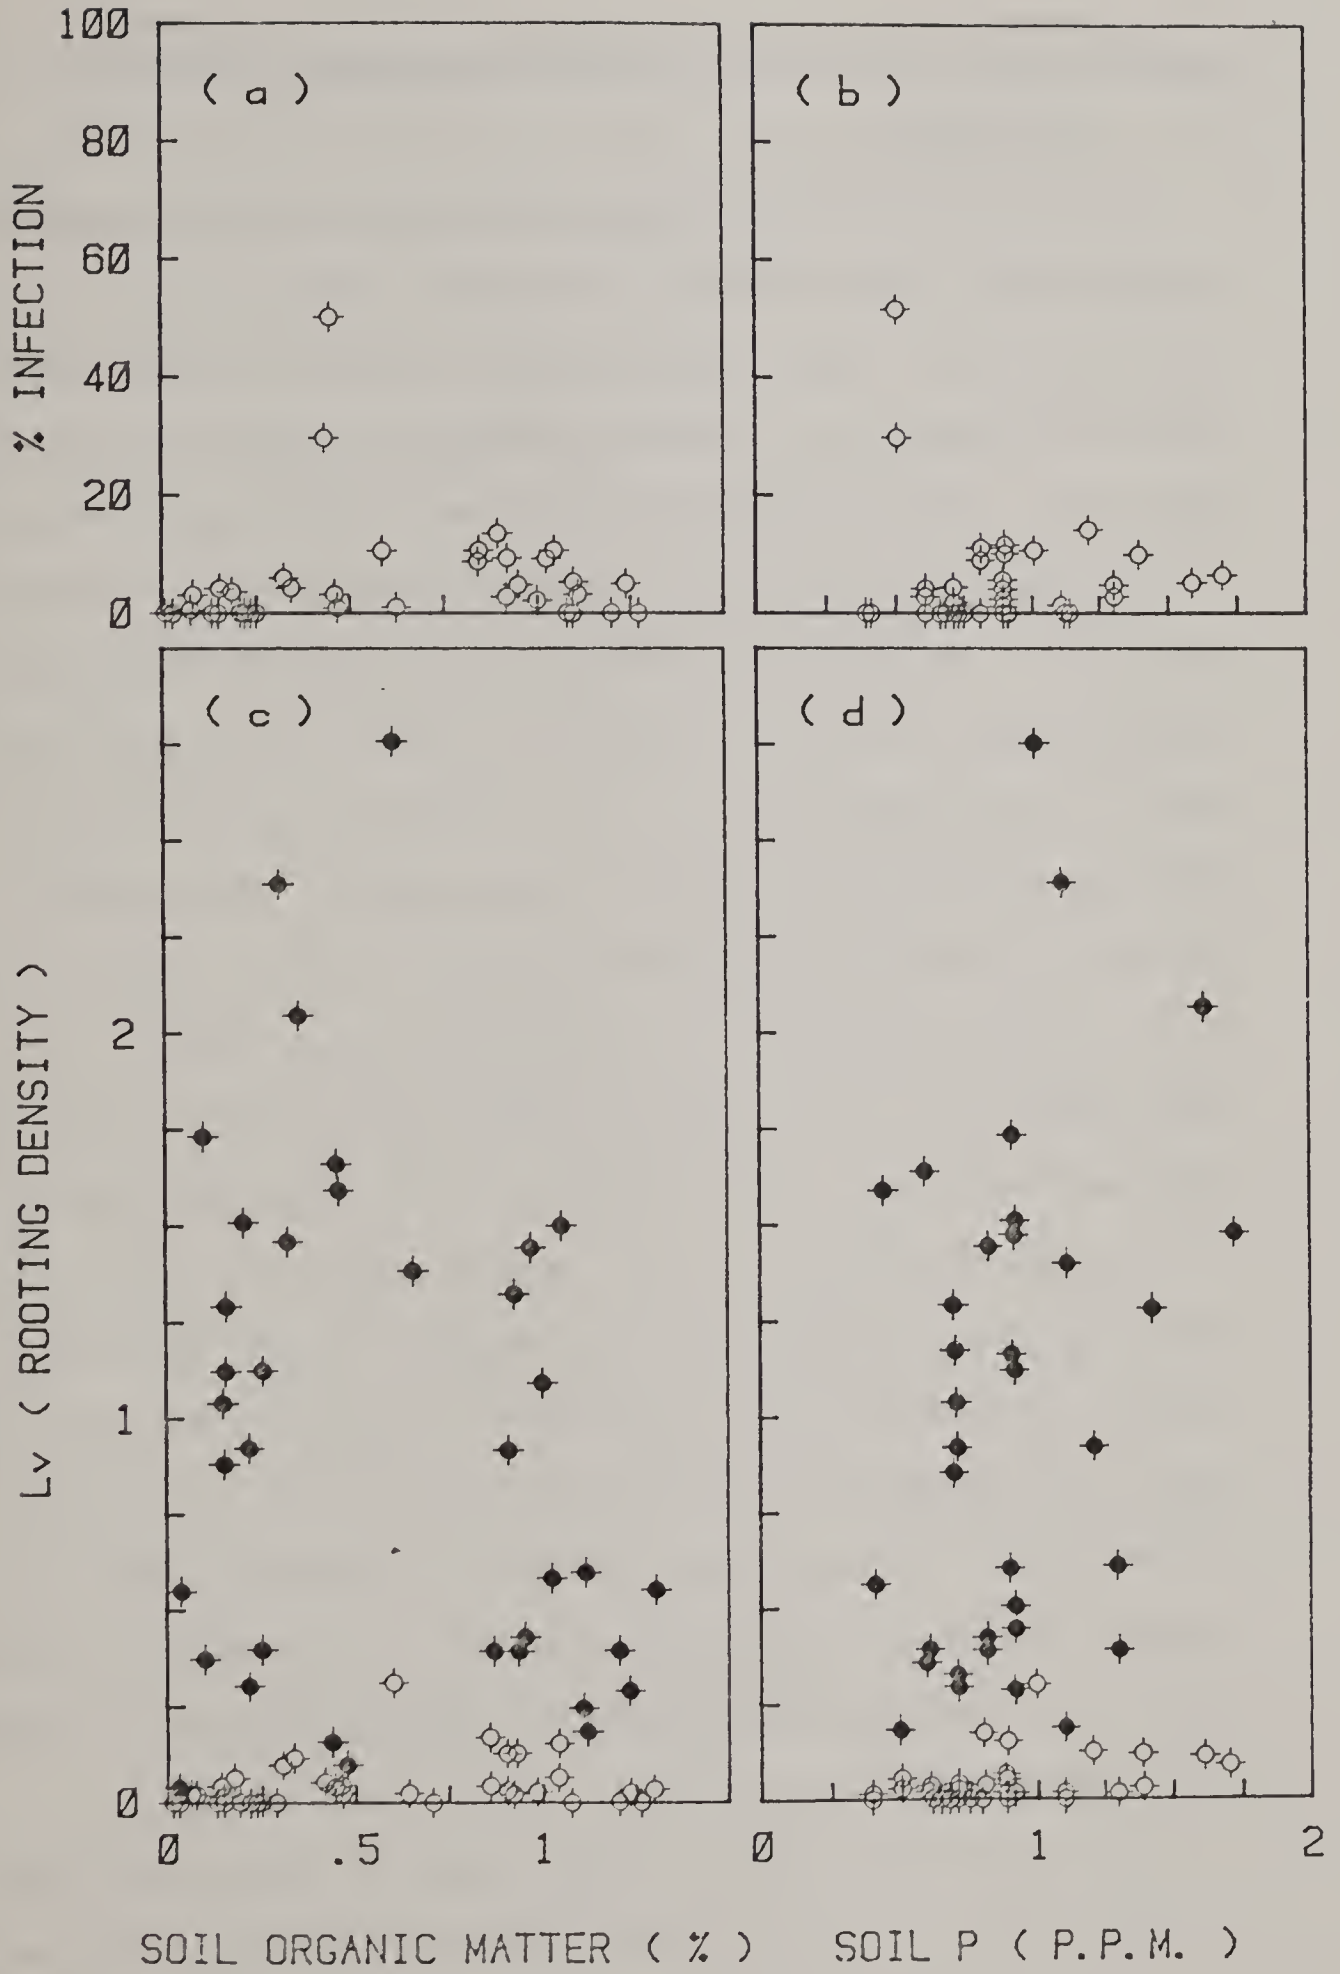 100
( a )
( b )
80
60
40
20
0
% INFECTION
( c )
( d )
2
1
0
Lv ( ROOTING DENSITY )
0 .5 1
0 1 2
SOIL ORGANIC MATTER ( % )
SOIL P ( P.P.M. )